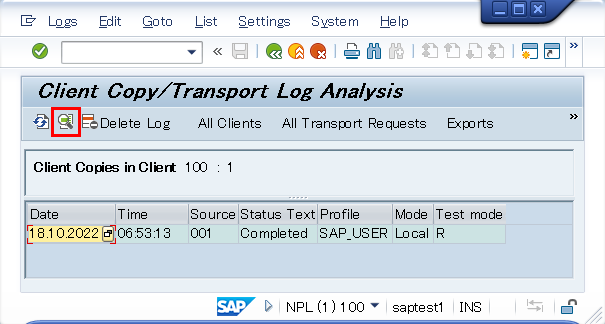 Logs Edit Goto List Settings System Help
Client Copy/Transport Log Analysis
Delete Log All Clients All Transport Requests Exports
Client Copies in Client 100 : 1
Date Time Source Status Text Profile Mode Test mode
18.10.2022 06:53:13 001 Completed SAP_USER Local R
SAP NPL (1) 100 saptest1 INS